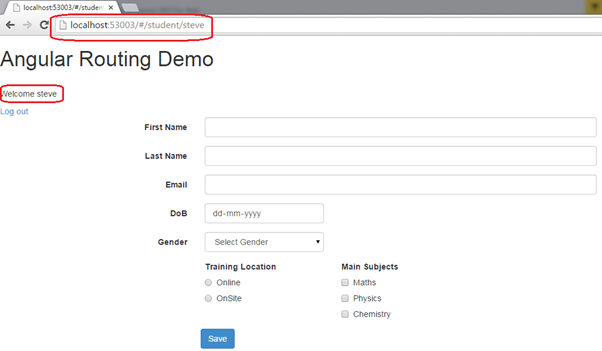 localhost:53003/#/student
localhost:53003/#/student/steve
Angular Routing Demo
Welcome steve
Log out
First Name
Last Name
Email
DoB dd-mm-yyyy
Gender Select Gender
Training Location Main Subjects
Online Maths
OnSite Physics
Chemistry
Save